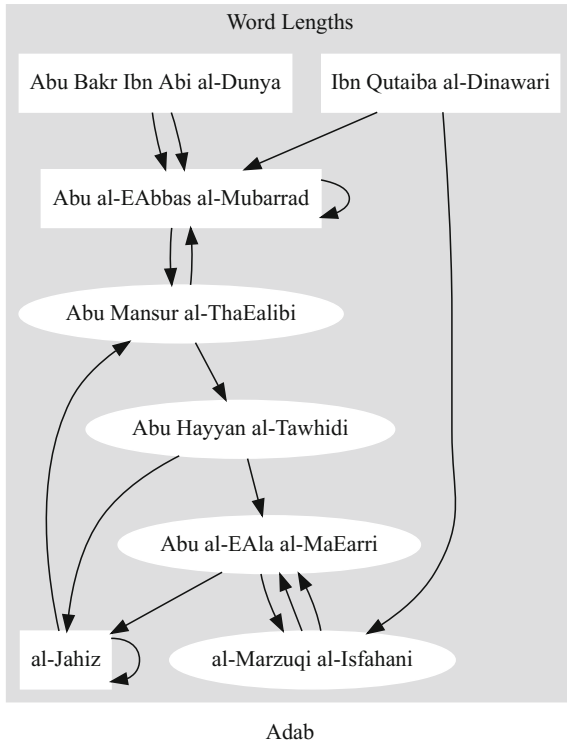 Word Lengths
Abu Bakr Ibn Abi al-Dunya
Ibn Qutaiba al-Dinawari
Abu al-EAbbas al-Mubarrad
Abu Mansur al-ThaEalibi
Abu Hayyan al-Tawhidi
Abu al-EAla al-MaEarri
al-Jahiz
al-Marzuqi al-Isfahani
Adab